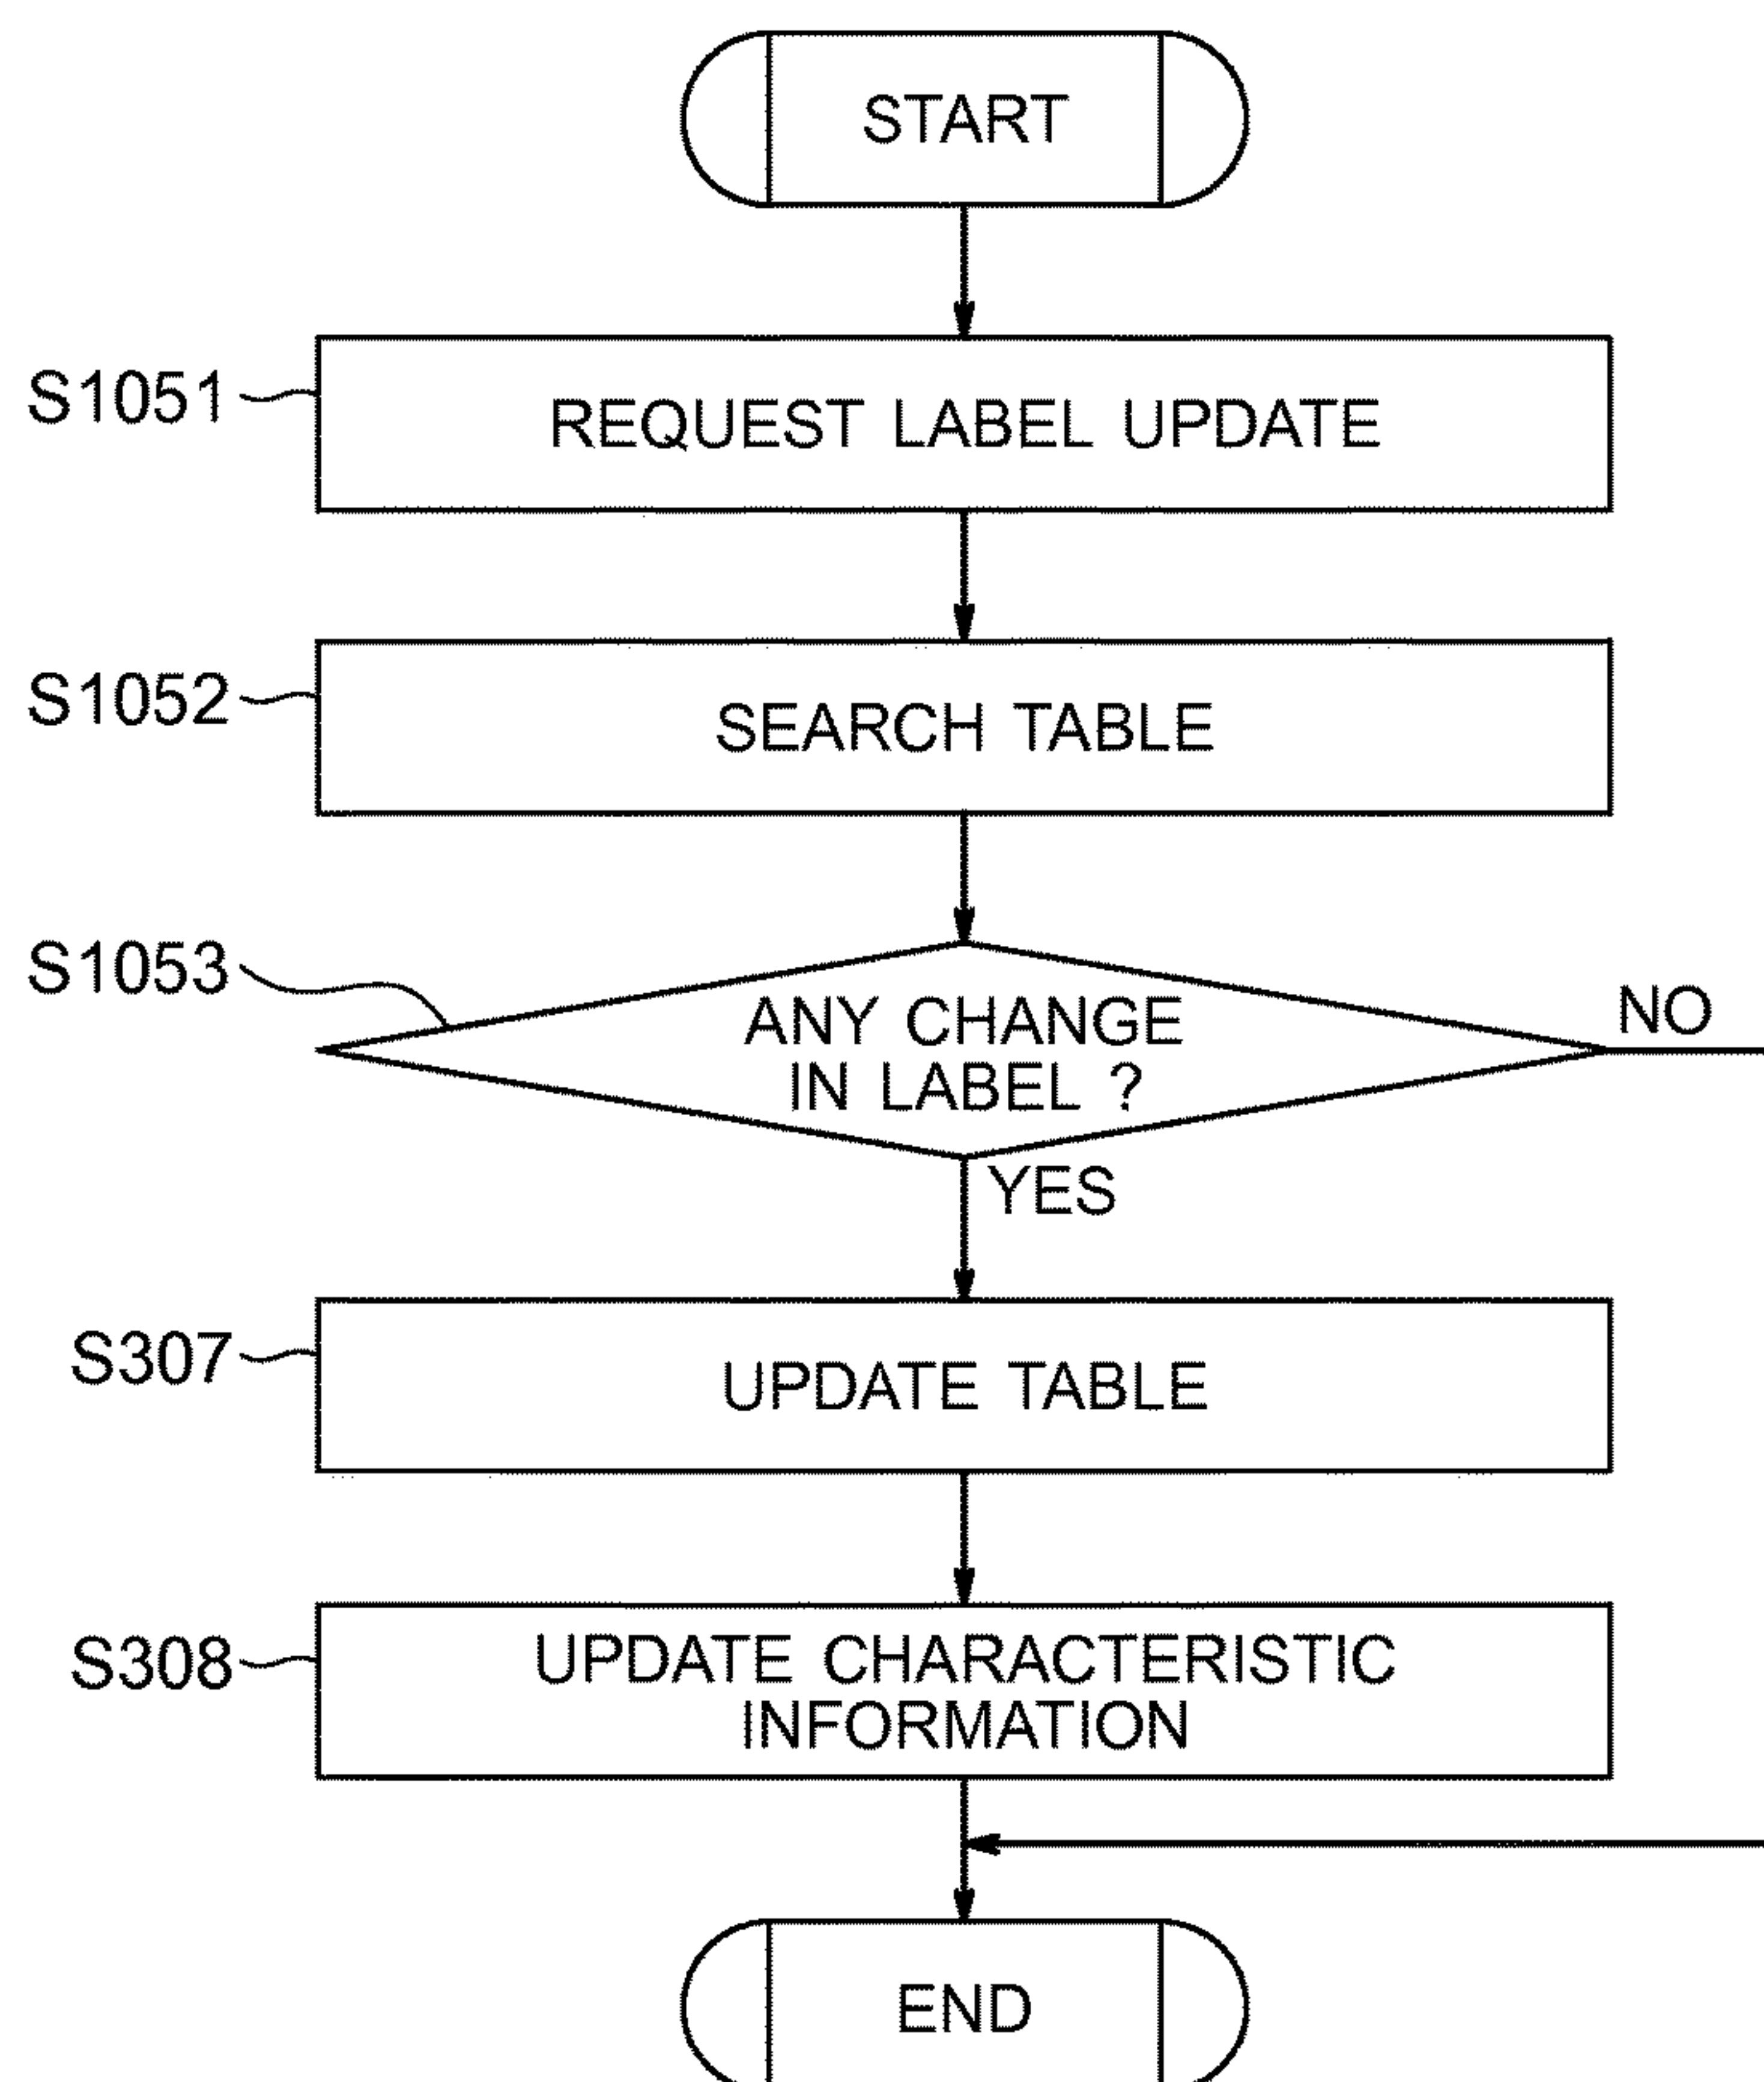 START
S1051
REQUEST LABEL UPDATE
S1052
SEARCH TABLE
S1053
ANY CHANGE
IN LABEL ?
NO
YES
S307
UPDATE TABLE
S308
UPDATE CHARACTERISTIC
INFORMATION
END